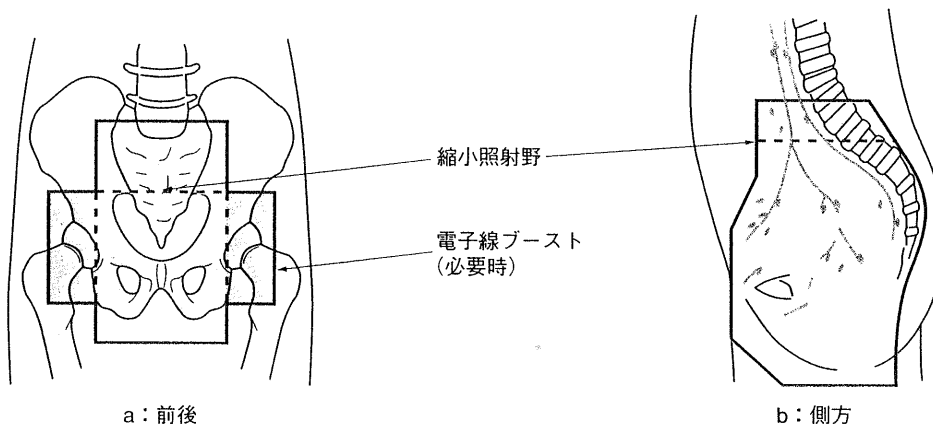 縮小照射野
電子線ブースト
（必要時）
a：前後
b：側方